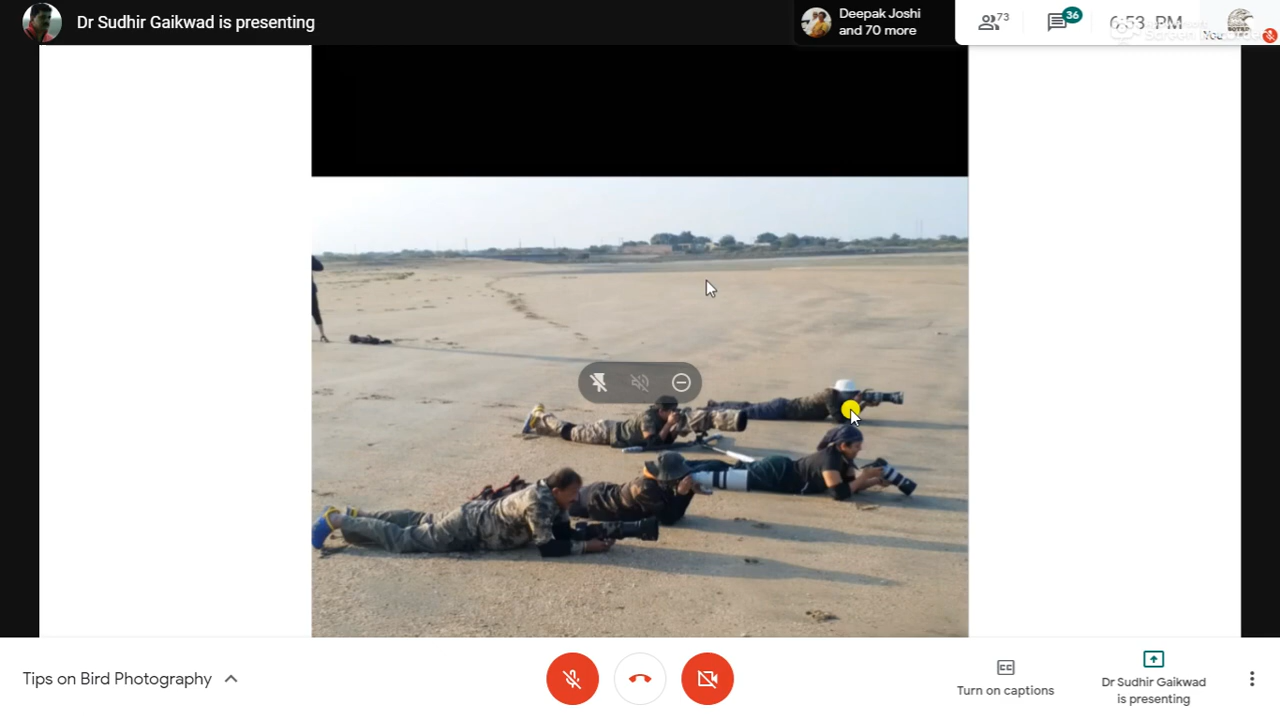 Dr Sudhir Gaikwad is presenting
Deepak Joshi
and 70 more
73
36
6:53 PM
You
Tips on Bird Photography
Turn on captions
Dr Sudhir Gaikwad
is presenting